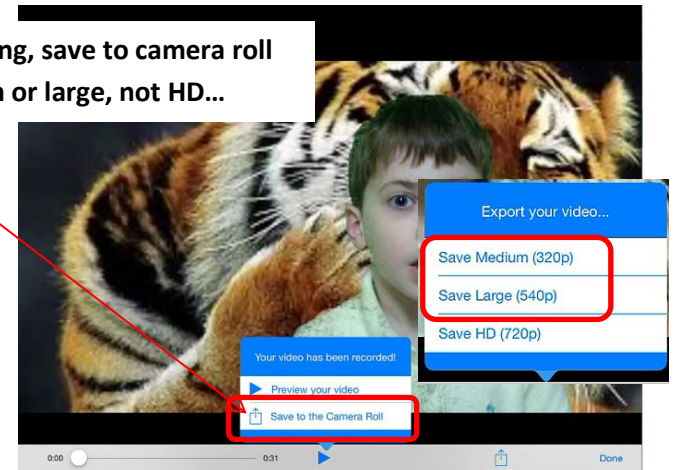 ng, save to camera roll
or large, not HD…
Export your video...
Save Medium (320p)
Save Large (540p)
Save HD (720p)
Your video has been recorded!
Preview your video
Save to the Camera Roll
0:00
0:31
Done